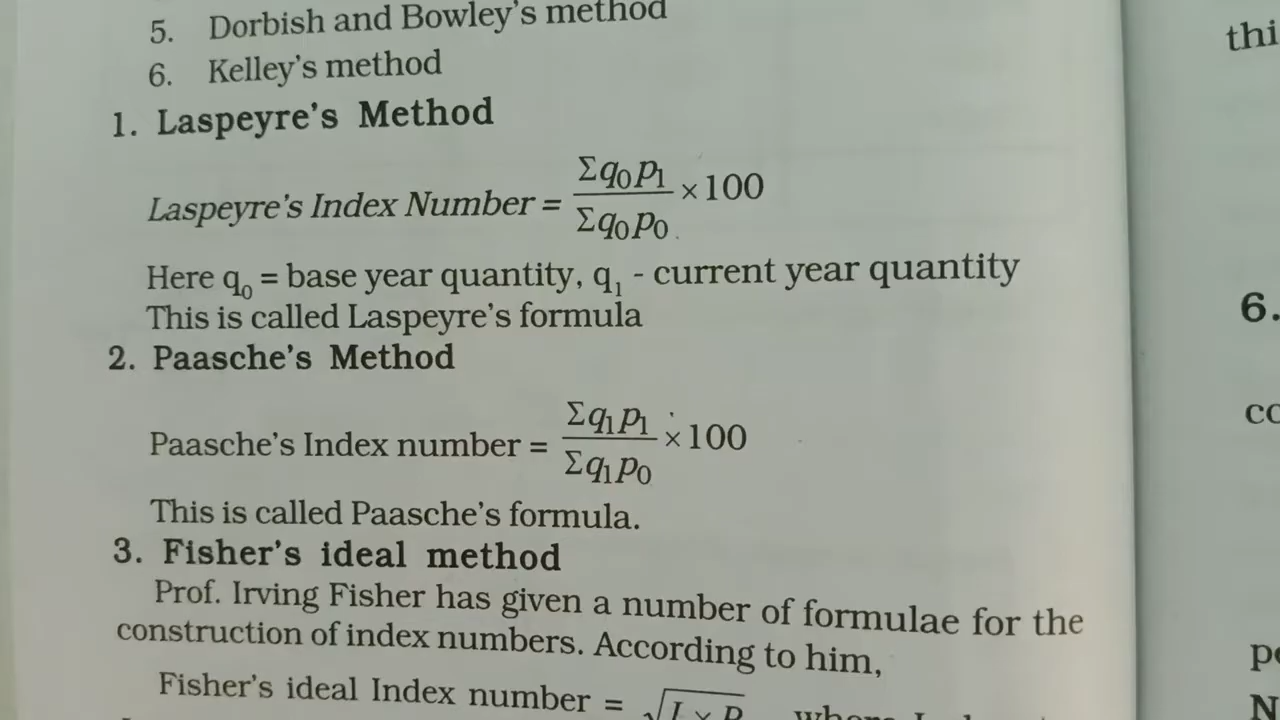 5. Dorbish and Bowley's method
6. Kelley's method
1. Laspeyre's Method
Laspeyre's Index Number = Σq₀p₁ / Σq₀p₀ × 100
Here q₀ = base year quantity, q₁ - current year quantity
This is called Laspeyre's formula
2. Paasche's Method
Paasche's Index number = Σq₁p₁ / Σq₁p₀ × 100
This is called Paasche's formula.
3. Fisher's ideal method
Prof. Irving Fisher has given a number of formulae for the
construction of index numbers. According to him,
Fisher's ideal Index number = √L × P
thi
6.
co
pe
N